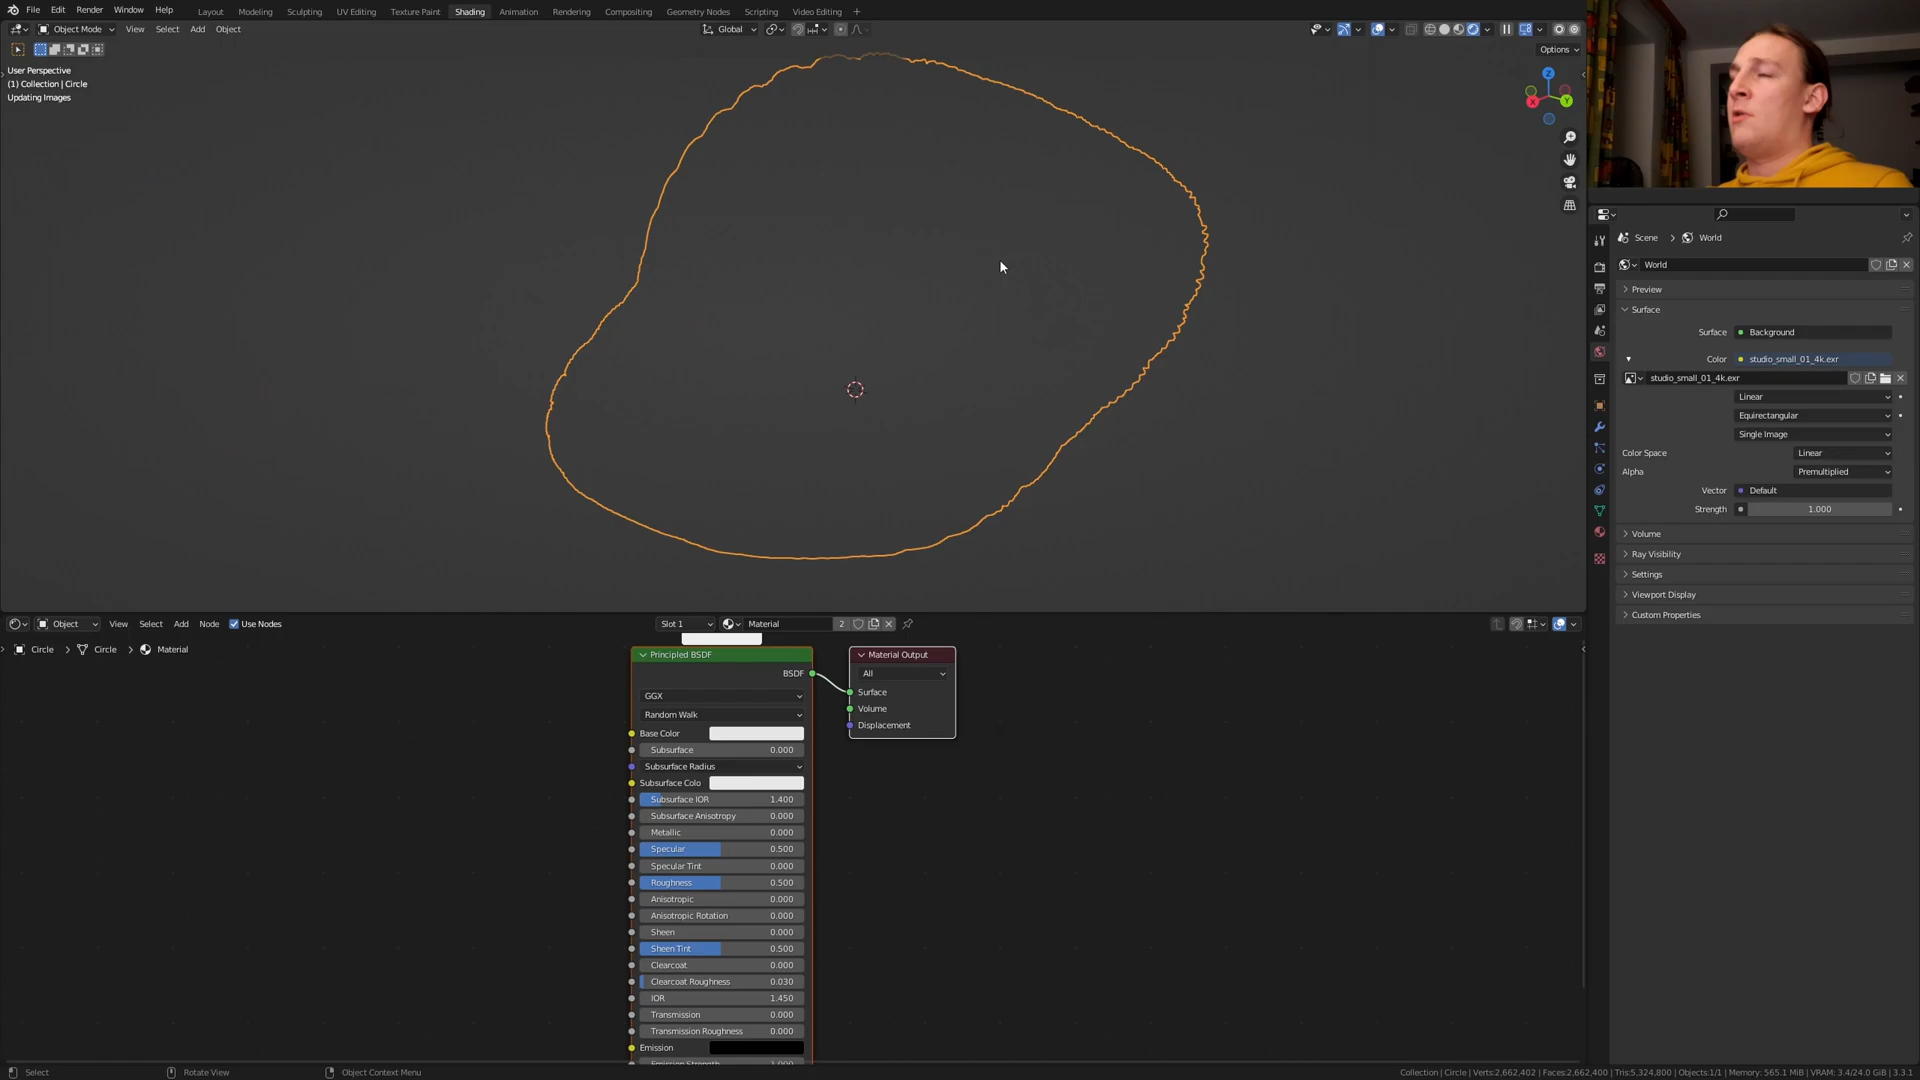 File Edit Render Window Help Layout Modeling Sculpting UV Editing Texture Paint Shading Animation Rendering Compositing Geometry Nodes Scripting Video Editing +
Object Mode View Select Add Object Global
Options
User Perspective
(1) Collection | Circle
Updating Images
Z
X
Y
Scene > World
World
Preview
Surface
Surface Background
Color studio_small_01_4k.exr
studio_small_01_4k.exr
Linear
Equirectangular
Single Image
Color Space Linear
Alpha Premultiplied
Vector Default
Strength 1.000
Volume
Ray Visibility
Settings
Viewport Display
Custom Properties
Object View Select Add Node Use Nodes Slot 1 Material 2
Circle > Circle > Material
Principled BSDF
BSDF
GGX
Random Walk
Base Color
Subsurface 0.000
Subsurface Radius
Subsurface Colo
Subsurface IOR 1.400
Subsurface Anisotropy 0.000
Metallic 0.000
Specular 0.500
Specular Tint 0.000
Roughness 0.500
Anisotropic 0.000
Anisotropic Rotation 0.000
Sheen 0.000
Sheen Tint 0.500
Clearcoat 0.000
Clearcoat Roughness 0.030
IOR 1.450
Transmission 0.000
Transmission Roughness 0.000
Emission
Emission Strength 1.000
Material Output
All
Surface
Volume
Displacement
Select Rotate View Object Context Menu
Collection | Circle | Verts:2,662,402 | Faces:2,662,400 | Tris:5,324,800 | Objects:1/1 | Memory: 565.1 MiB | VRAM: 3.4/24.0 GiB | 3.3.1